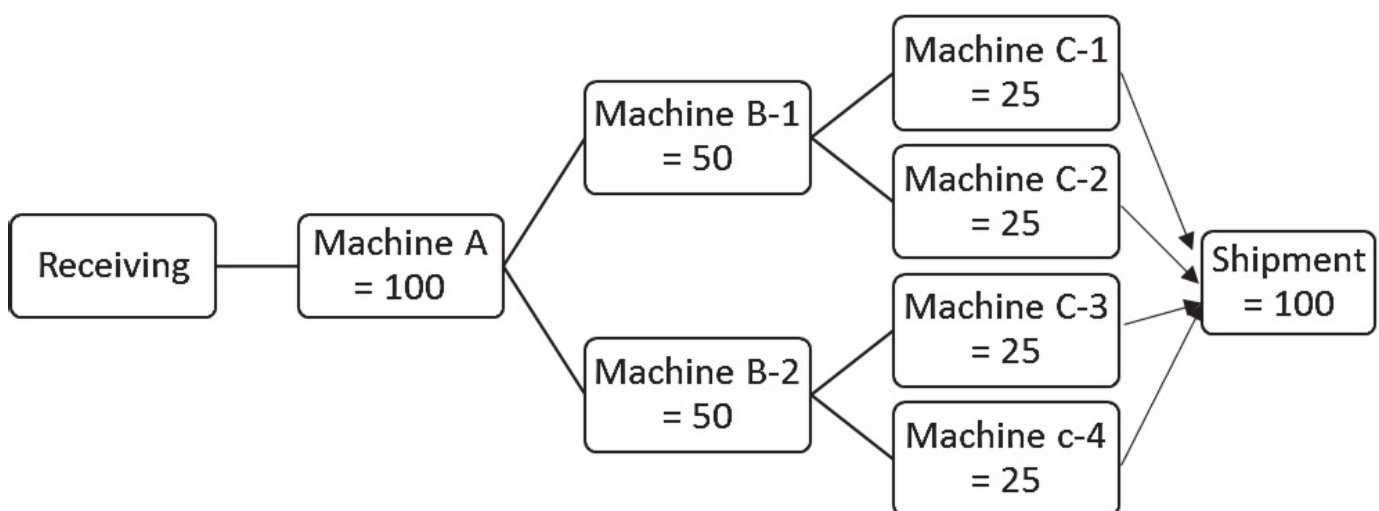 Receiving
Machine A
= 100
Machine B-1
= 50
Machine B-2
= 50
Machine C-1
= 25
Machine C-2
= 25
Machine C-3
= 25
Machine c-4
= 25
Shipment
= 100